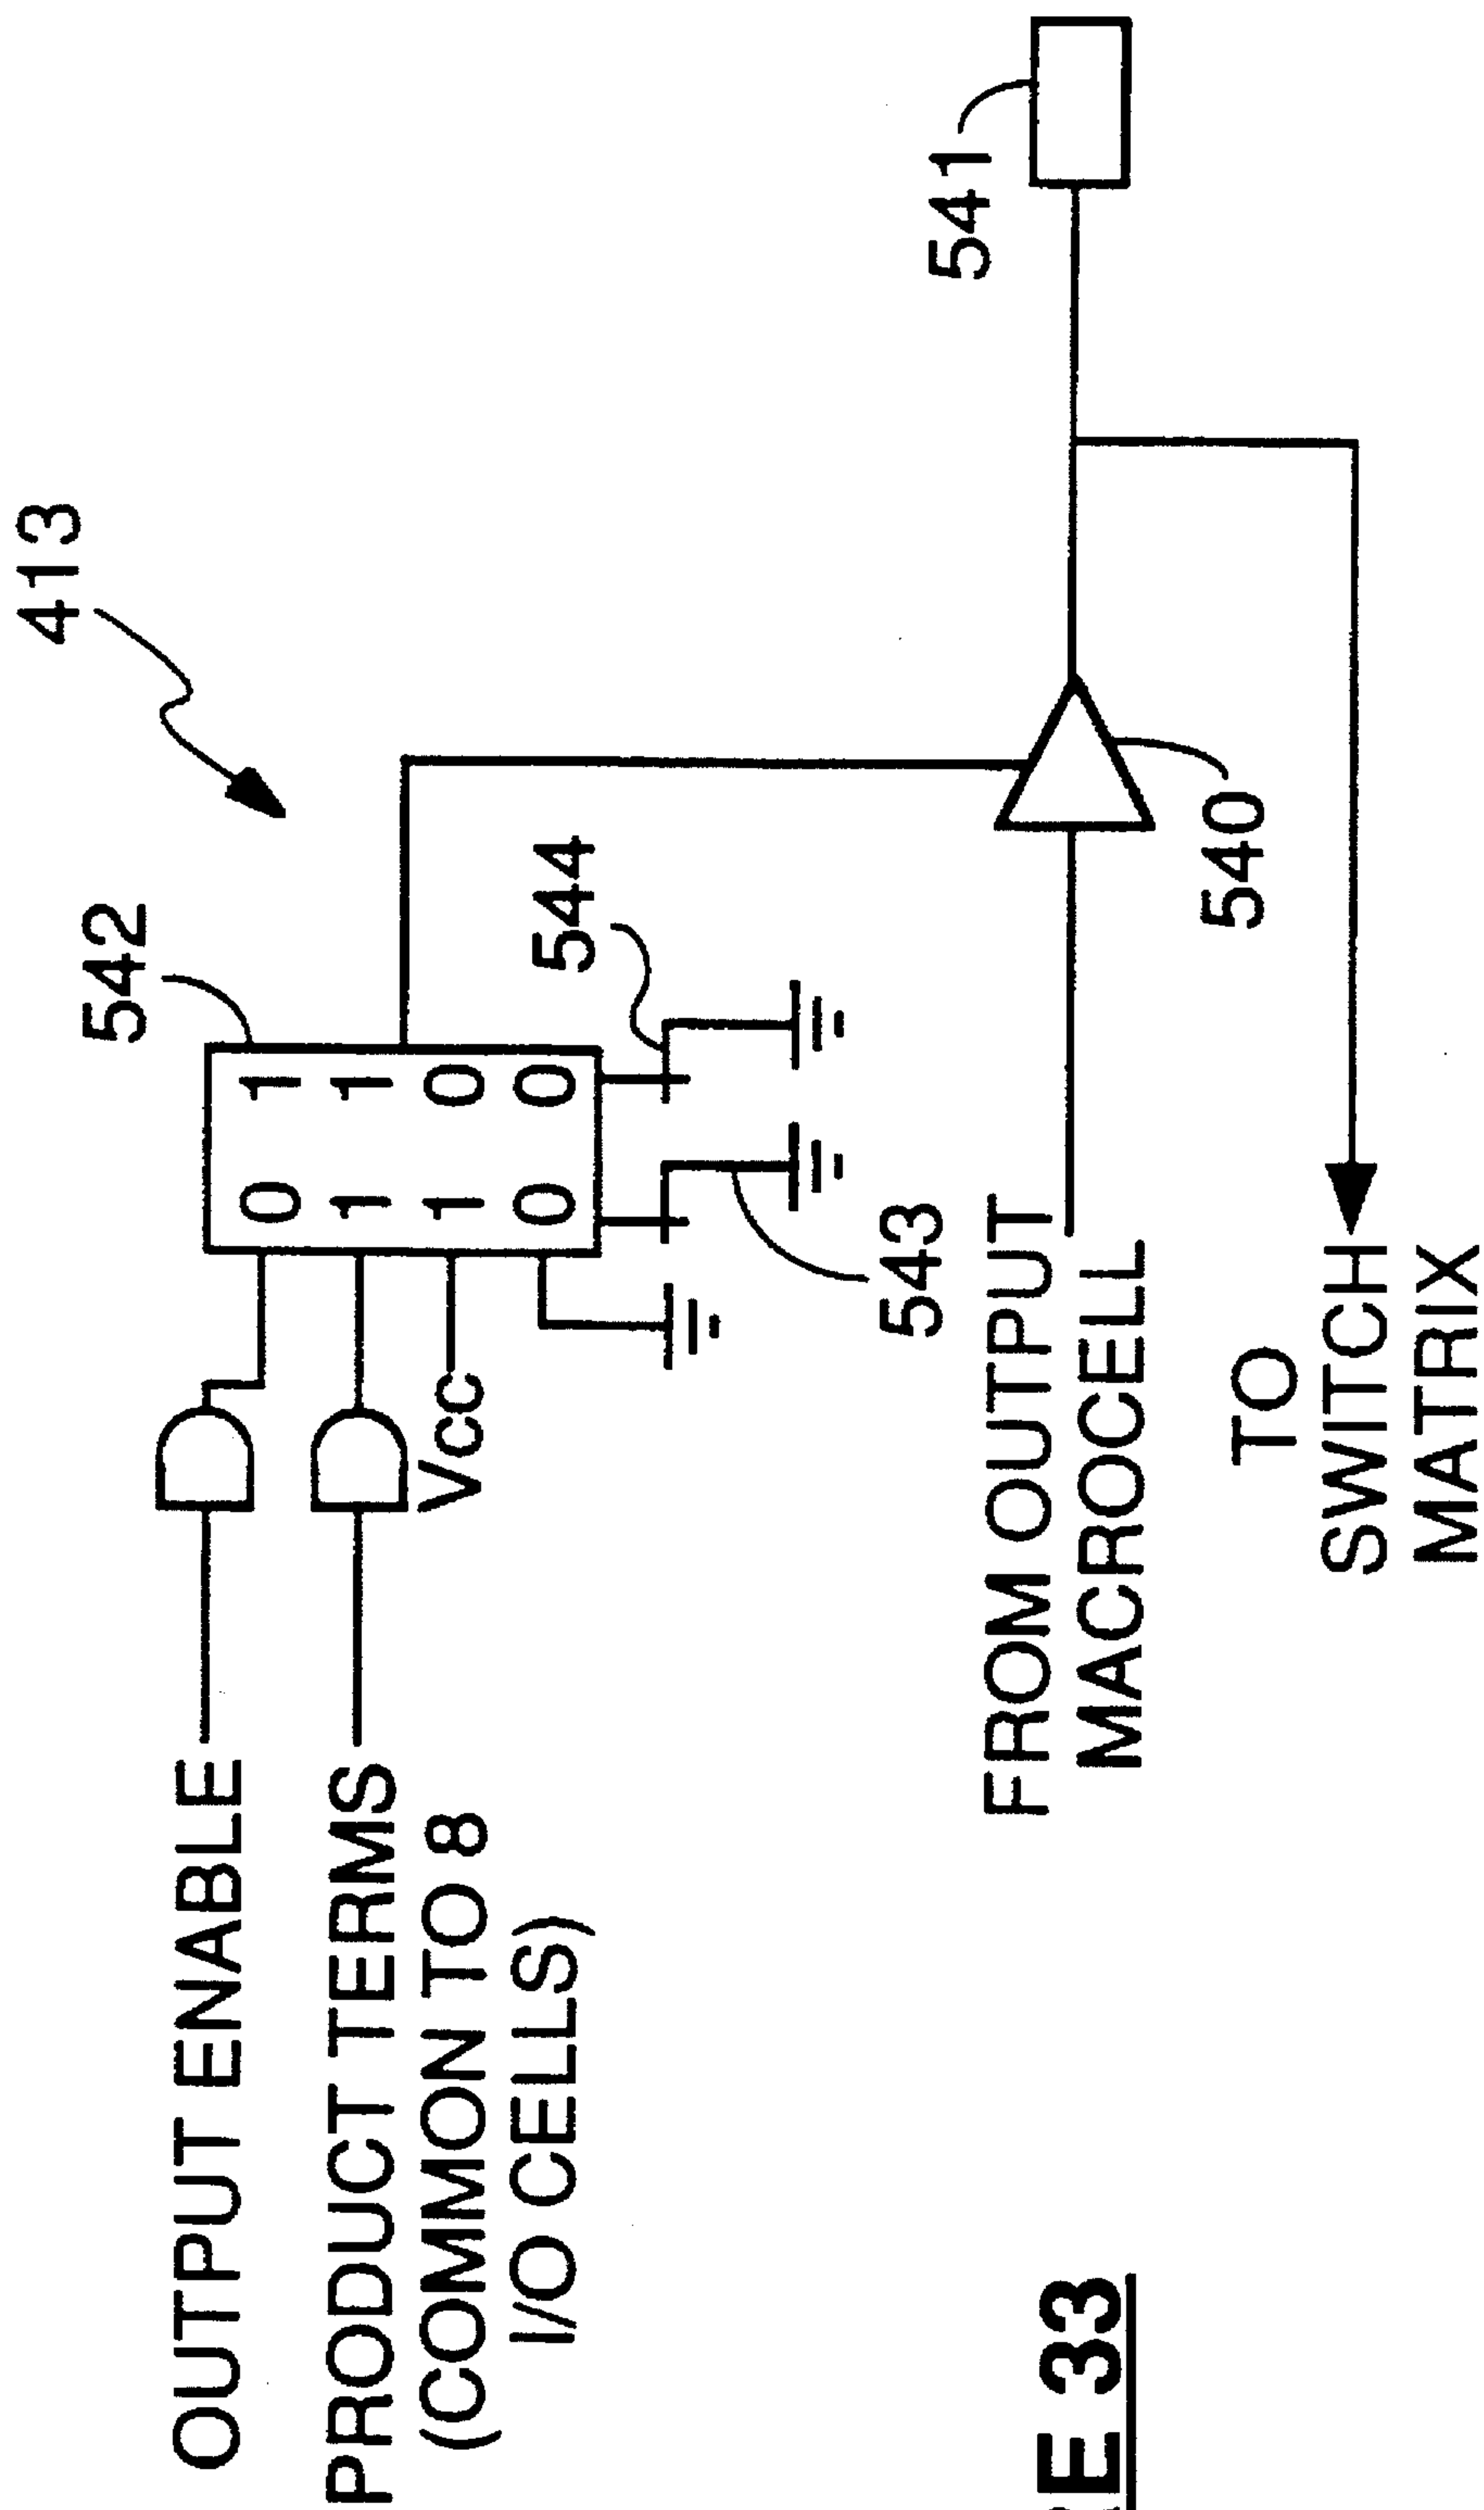 413
542
OUTPUT ENABLE
0 1
PRODUCT TERMS
1 1
(COMMON TO 8
Vcc
1 0
I/O CELLS)
0 0
544
543
541
FROM OUTPUT
MACROCELL
540
TO
SWITCH
MATRIX
E 33